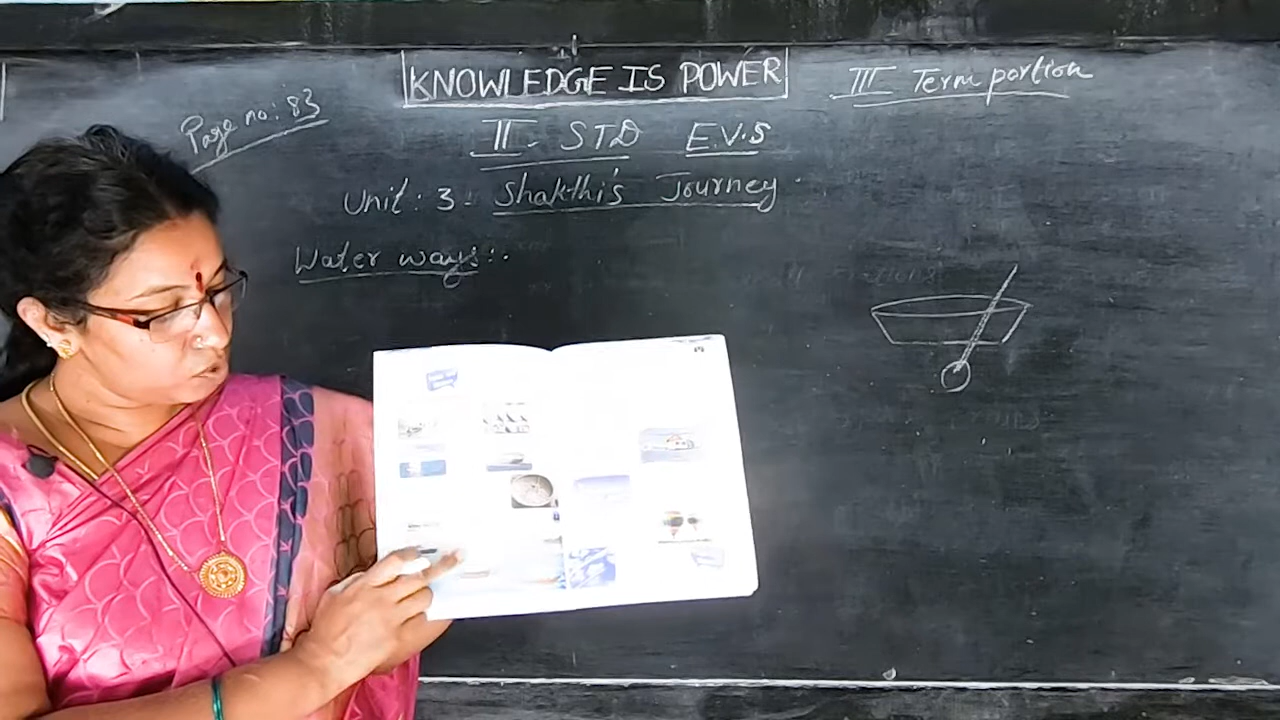 KNOWLEDGE IS POWER
III Term portion
Page no: 83
II - STD E.V.S
Unit: 3: Shakthi's Journey.
Water ways:.